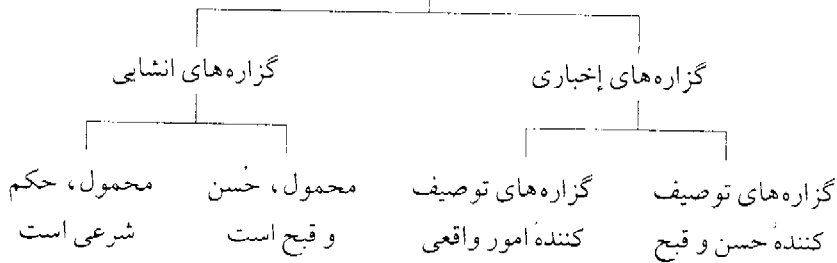 گزاره‌های إخباری
گزاره‌های انشایی
گزاره‌های توصیف
کنندهٔ حسن و قبح
گزاره‌های توصیف
کنندهٔ امور واقعی
محمول، حُسن
و قبح است
محمول، حکم
شرعی است